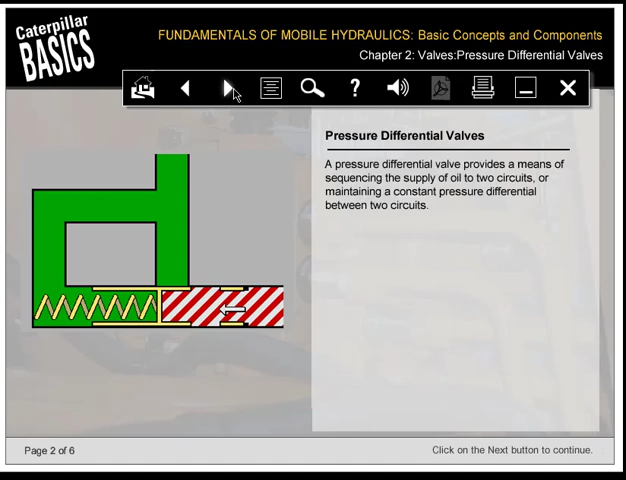 Caterpillar
BASICS
FUNDAMENTALS OF MOBILE HYDRAULICS: Basic Concepts and Components
Chapter 2: Valves:Pressure Differential Valves
?
Pressure Differential Valves
A pressure differential valve provides a means of
sequencing the supply of oil to two circuits, or
maintaining a constant pressure differential
between two circuits.
Page 2 of 6
Click on the Next button to continue.